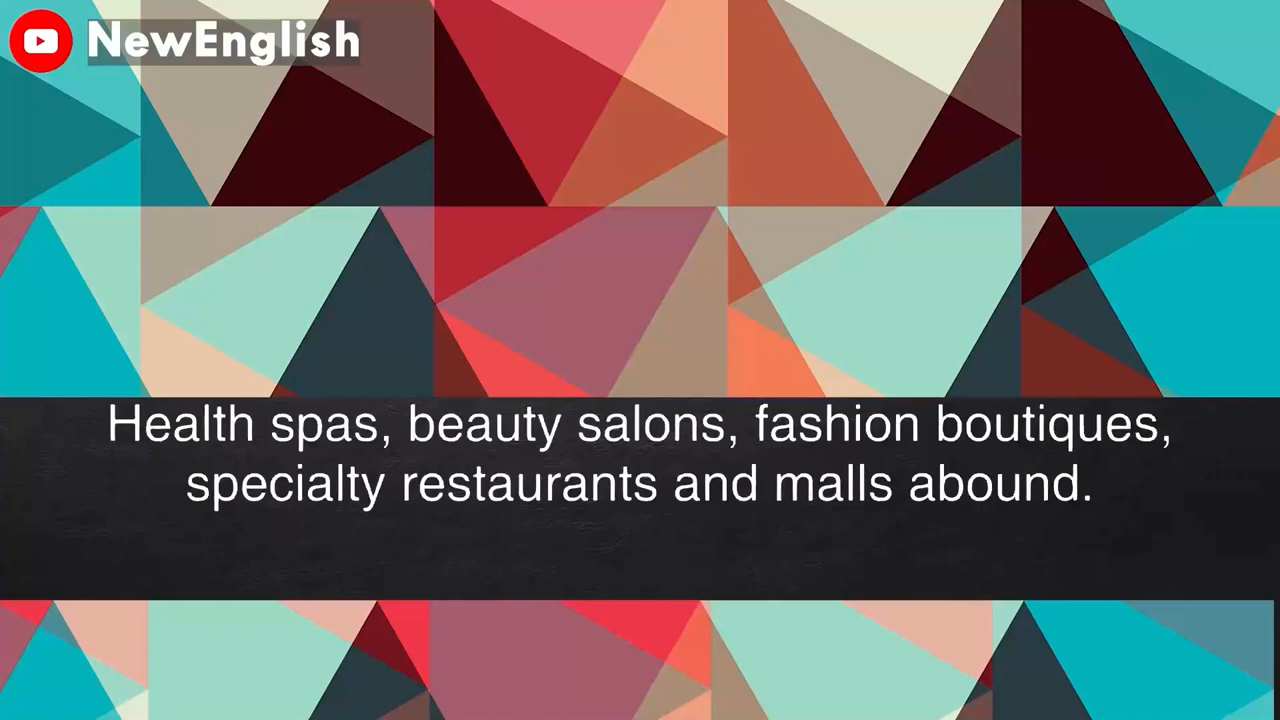 NewEnglish
Health spas, beauty salons, fashion boutiques,
specialty restaurants and malls abound.